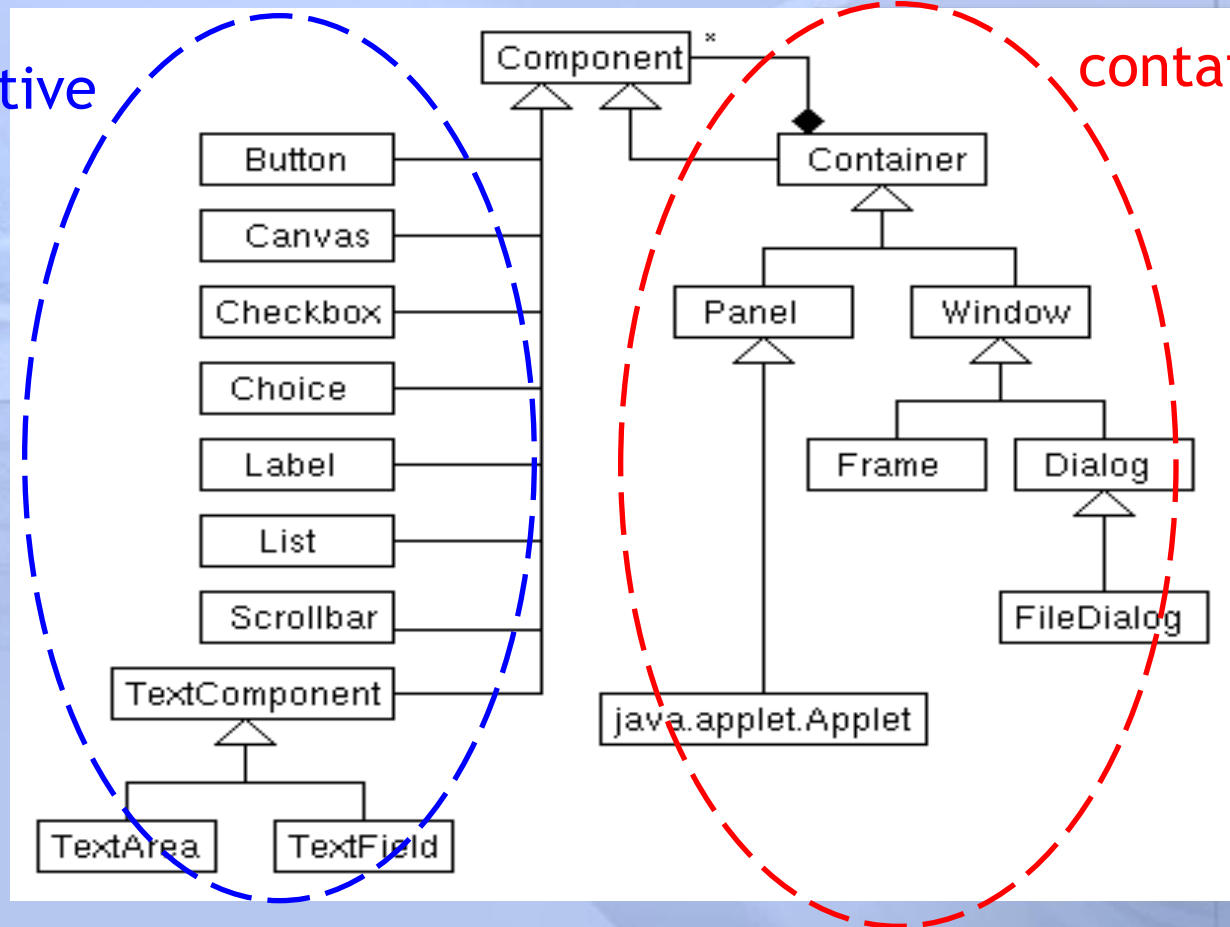 Component
*
tive
contai
Button
Container
Canvas
Checkbox
Panel
Window
Choice
Label
Frame
Dialog
List
Scrollbar
FileDialog
TextComponent
java.applet.Applet
TextArea
TextField